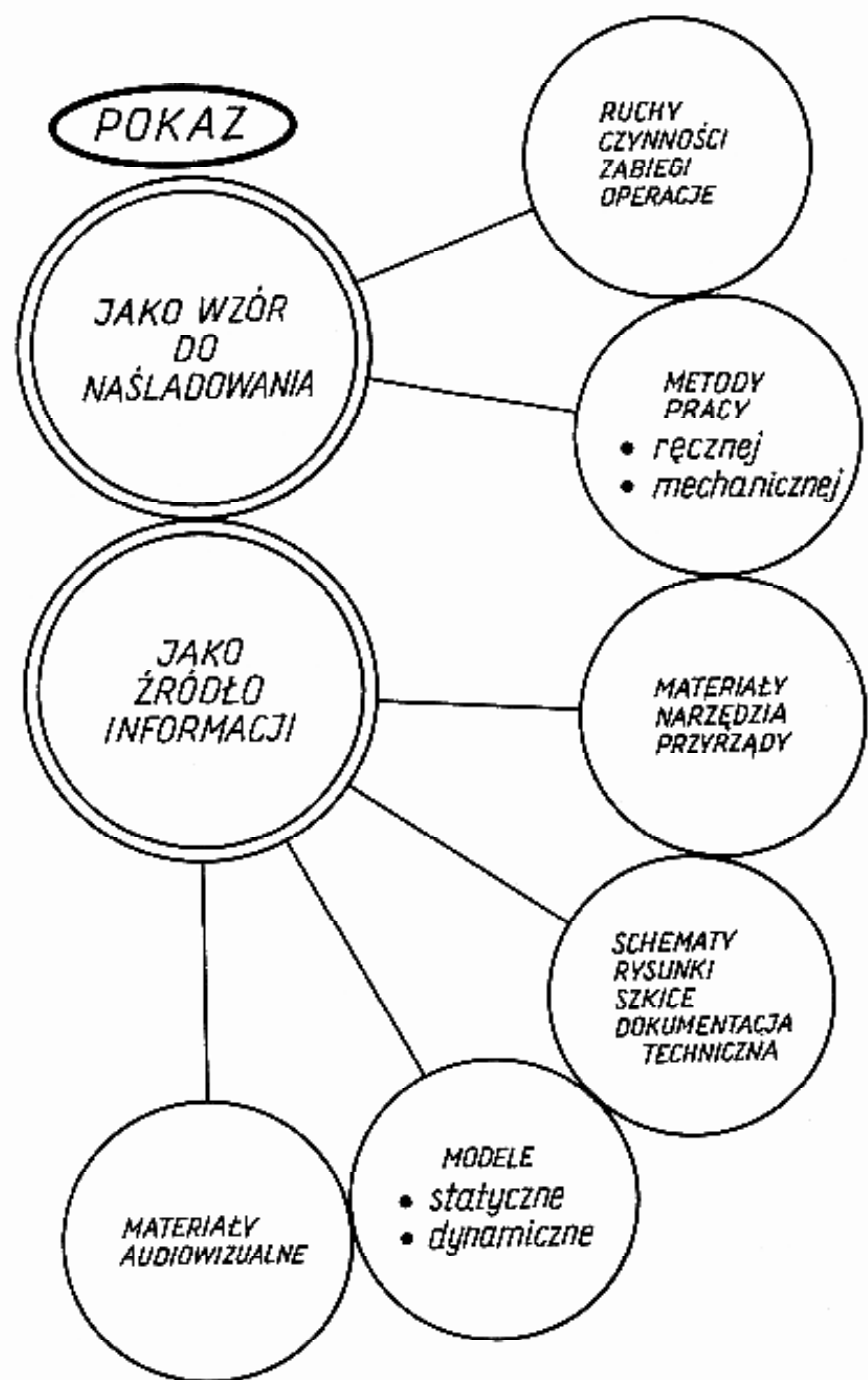 POKAZ
JAKO WZÓR
DO
NAŚLADOWANIA
RUCHY
CZYNNOŚCI
ZABIEGI
OPERACJE
METODY
PRACY
• ręcznej
• mechanicznej
JAKO
ŹRÓDŁO
INFORMACJI
MATERIAŁY
NARZĘDZIA
PRZYRZĄDY
SCHEMATY
RYSUNKI
SZKICE
DOKUMENTACJA
TECHNICZNA
MODELE
• statyczne
• dynamiczne
MATERIAŁY
AUDIOWIZUALNE